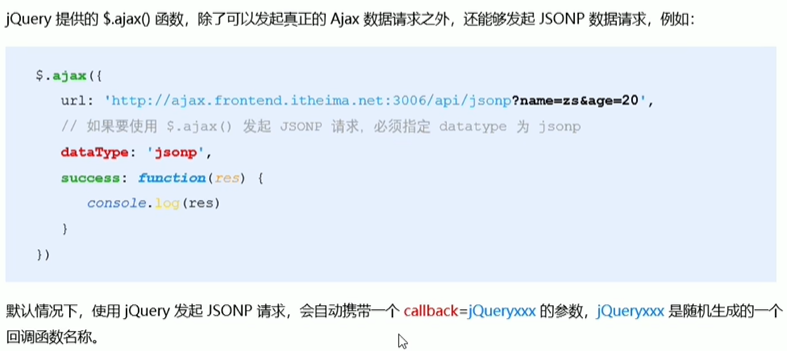 jQuery 提供的 $.ajax() 函数，除了可以发起真正的 Ajax 数据请求之外，还能够发起 JSONP 数据请求，例如：
$.ajax({
url: 'http://ajax.frontend.itheima.net:3006/api/jsonp?name=zs&age=20',
// 如果要使用 $.ajax() 发起 JSONP 请求，必须指定 datatype 为 jsonp
dataType: 'jsonp',
success: function(res) {
console.log(res)
}
})
默认情况下，使用 jQuery 发起 JSONP 请求，会自动携带一个 callback=jQueryxxx 的参数，jQueryxxx 是随机生成的一个
回调函数名称。